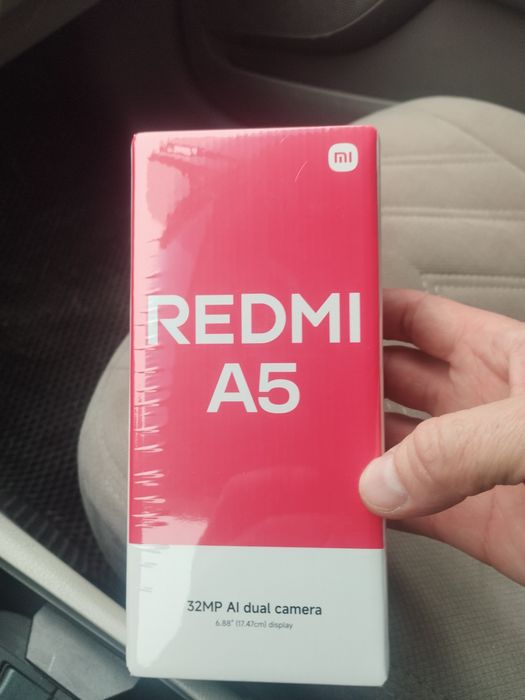 mi
REDMI
A5
32MP AI dual camera
6.88" (17.47cm) display